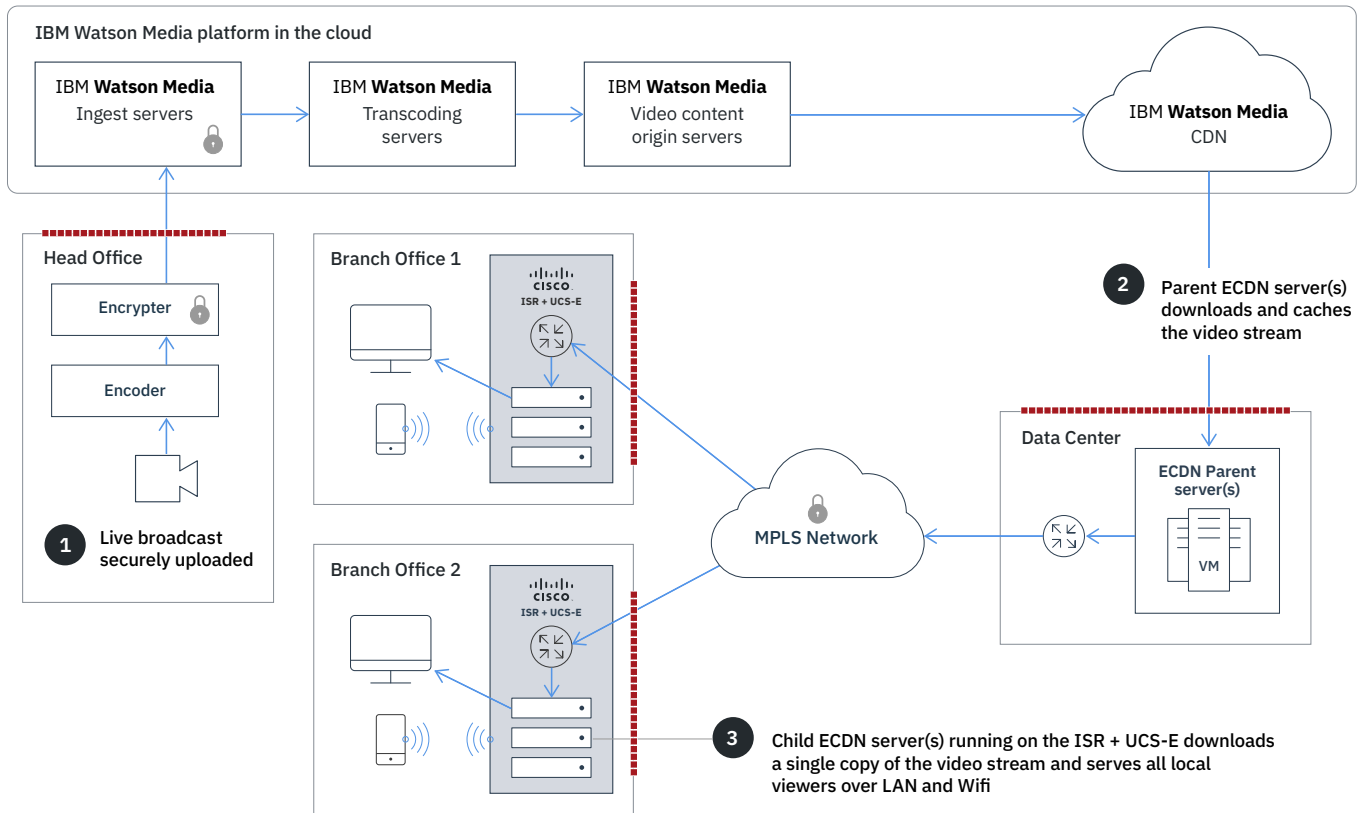 IBM Watson Media platform in the cloud
IBM Watson Media
Ingest servers
IBM Watson Media
Transcoding
servers
IBM Watson Media
Video content
origin servers
IBM Watson Media
CDN
Head Office
Encrypter
Encoder
1
Live broadcast
securely uploaded
Branch Office 1
CISCO
ISR + UCS-E
2
Parent ECDN server(s)
downloads and caches
the video stream
Data Center
ECDN Parent
server(s)
VM
MPLS Network
Branch Office 2
CISCO
ISR + UCS-E
3
Child ECDN server(s) running on the ISR + UCS-E downloads
a single copy of the video stream and serves all local
viewers over LAN and Wifi